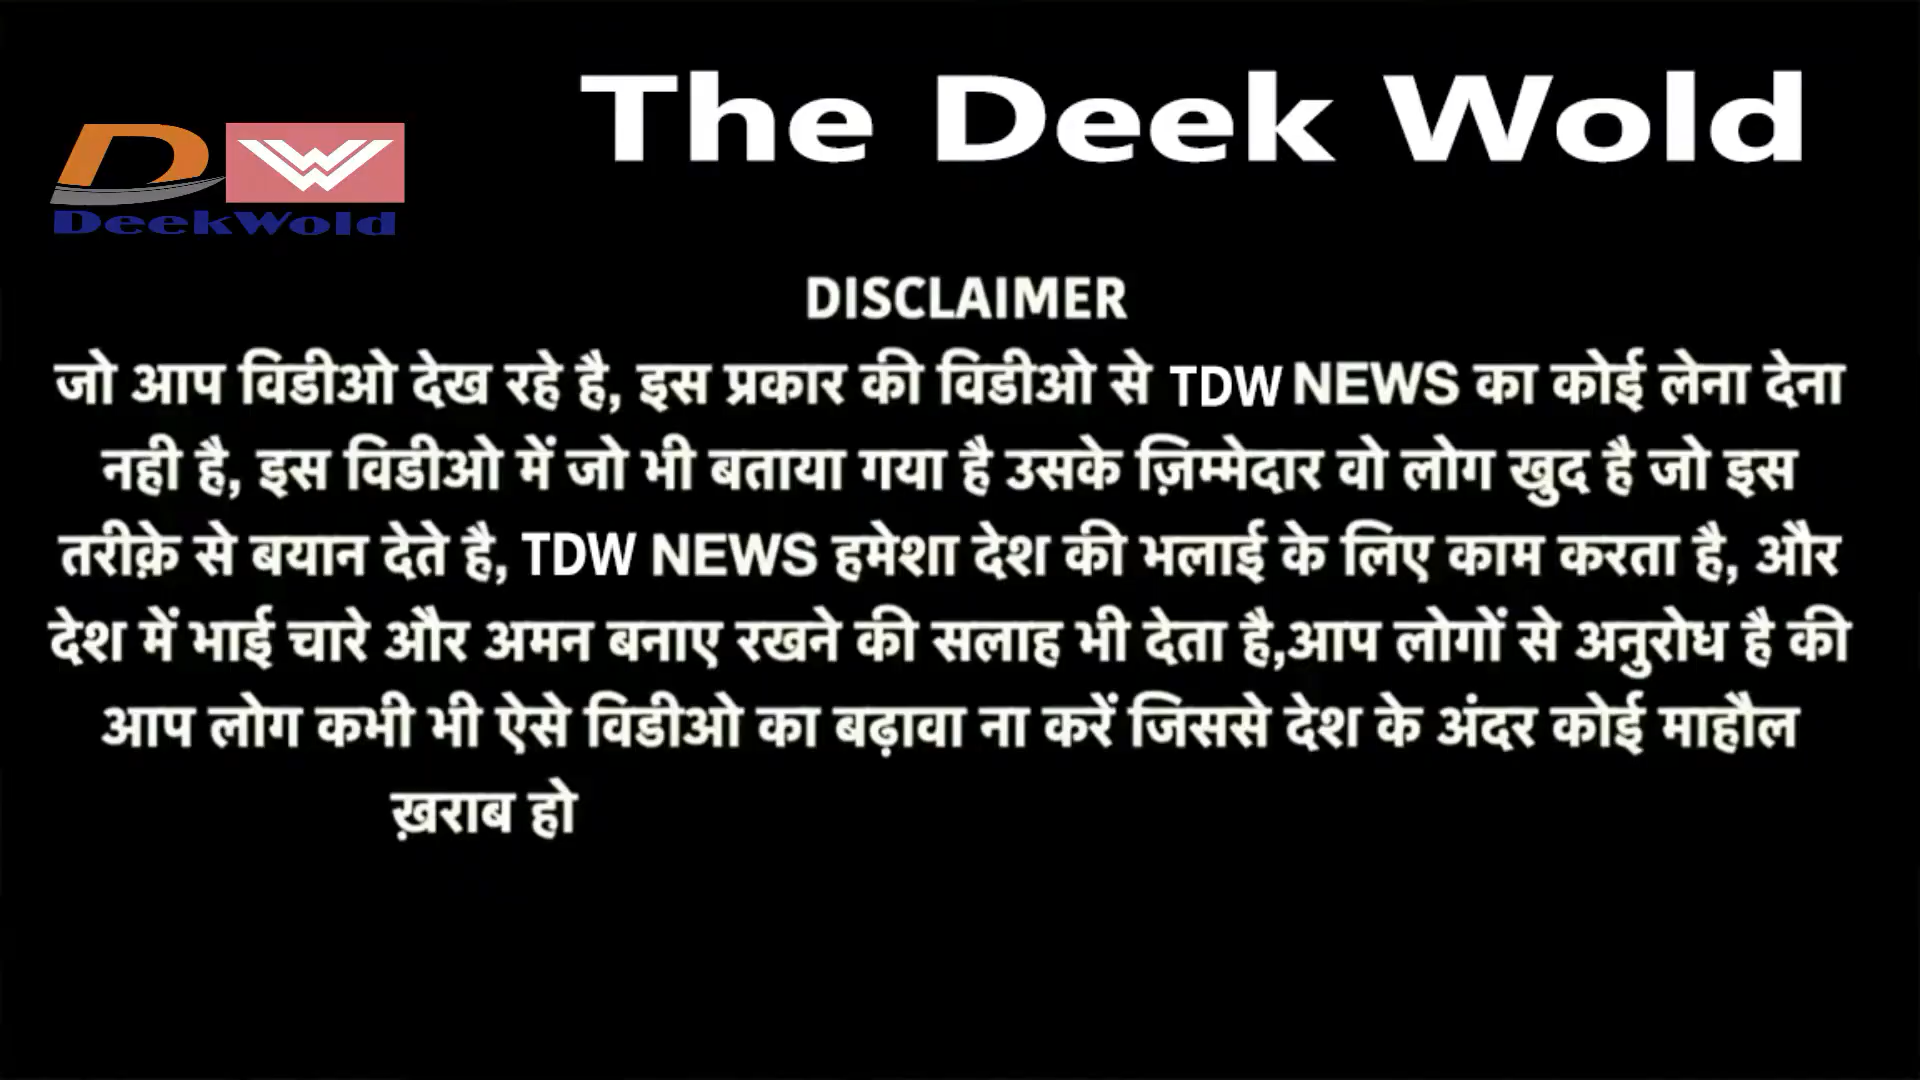 The Deek Wold
DW
DeekWold
DISCLAIMER
जो आप विडीओ देख रहे है, इस प्रकार की विडीओ से TDW NEWS का कोई लेना देना
नही है, इस विडीओ में जो भी बताया गया है उसके ज़िम्मेदार वो लोग खुद है जो इस
तरीक़े से बयान देते है, TDW NEWS हमेशा देश की भलाई के लिए काम करता है, और
देश में भाई चारे और अमन बनाए रखने की सलाह भी देता है,आप लोगों से अनुरोध है की
आप लोग कभी भी ऐसे विडीओ का बढ़ावा ना करें जिससे देश के अंदर कोई माहौल
ख़राब हो